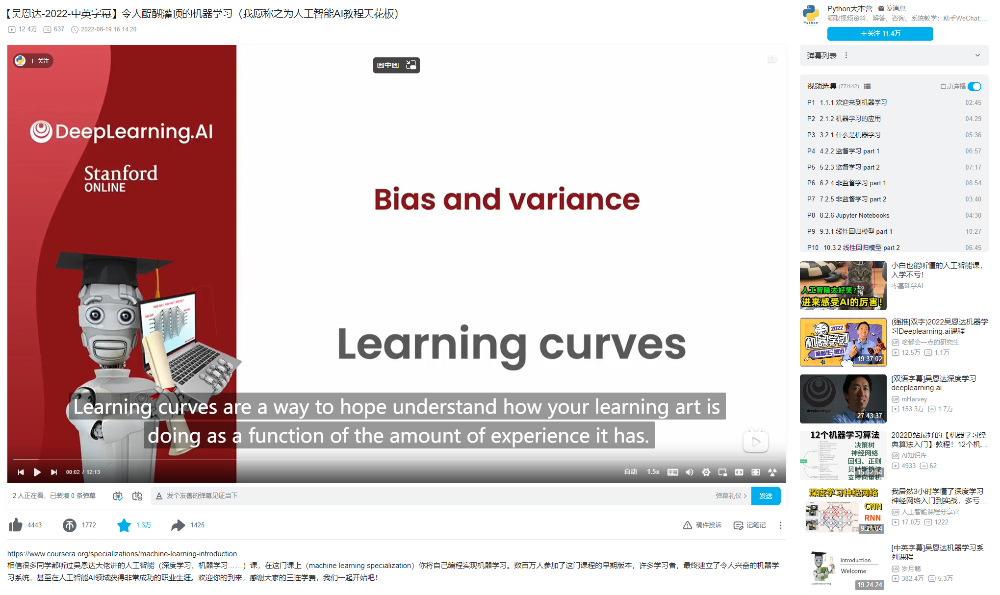 【吴恩达-2022-中英字幕】令人醍醐灌顶的机器学习（我愿称之为人工智能AI教程天花板）
12.4万 637 2022-06-19 16:14:20
＋ 关注
画中画
DeepLearning.AI
Stanford
ONLINE
Bias and variance
Learning curves
Learning curves are a way to hope understand how your learning art is
doing as a function of the amount of experience it has.
00:02 / 12:13
自动 1.5x 字幕
2 人正在看，已装填 0 条弹幕
弹
弹
A 发个友善的弹幕见证当下
弹幕礼仪 >
发送
4443 1772 1.3万 1425
稿件投诉 记笔记
https://www.coursera.org/specializations/machine-learning-introduction
相信很多同学都听过吴恩达大佬讲的人工智能（深度学习、机器学习……）课，在这门课上（machine learning specialization）你将自己编程实现机器学习。数百万人参加了这门课程的早期版本，许多学习者，最终建立了令人兴奋的机器学
习系统，甚至在人工智能AI领域获得非常成功的职业生涯。欢迎你的到来，感谢大家的三连学费，我们一起开始吧！
Python
Python大本营 发消息
领取视频资料、解答、咨询、系统教学：助手WeChat:...
＋关注 11.4万
弹幕列表
视频选集 (77/142) 自动连播
P1 1.1.1 欢迎来到机器学习 02:45
P2 2.1.2 机器学习的应用 04:29
P3 3.2.1 什么是机器学习 05:36
P4 4.2.2 监督学习 part 1 06:57
P5 5.2.3 监督学习 part 2 07:17
P6 6.2.4 非监督学习 part 1 08:54
P7 7.2.5 非监督学习 part 2 03:40
P8 8.2.6 Jupyter Notebooks 04:30
P9 9.3.1 线性回归模型 part 1 10:27
P10 10.3.2 线性回归模型 part 2 06:45
dog
狗
人工智障太好笑？
进来感受AI的厉害！
小白也能听懂的人工智能课，
入学不亏！
零基础学AI
2022
机器学习
啥都生-搬运
19:37:02
(强推|双字)2022吴恩达机器学
习Deeplearning.ai课程
UP 啥都会一点的研究生
12.5万 1.1万
deeplearning.ai
27:43:37
[双语字幕]吴恩达深度学习
deeplearning.ai
UP mHarvey
153.3万 1.7万
12个机器学习算法
决策树
神经网络
回归、正则
贝叶斯算法
支持向量机
15:02:54
2022B站最好的【机器学习经
典算法入门】教程！12个机...
UP AI知识库
4933 62
深度学习神经网络
CNN
RNN
9:21:04
我居然3小时学懂了深度学习
神经网络入门到实战，多亏...
UP 人工智能课程分享官
17.0万 1222
Introduction
Welcome
Machine Learning
19:24:24
[中英字幕]吴恩达机器学习系
列课程
UP 岁月觞
382.4万 5.3万